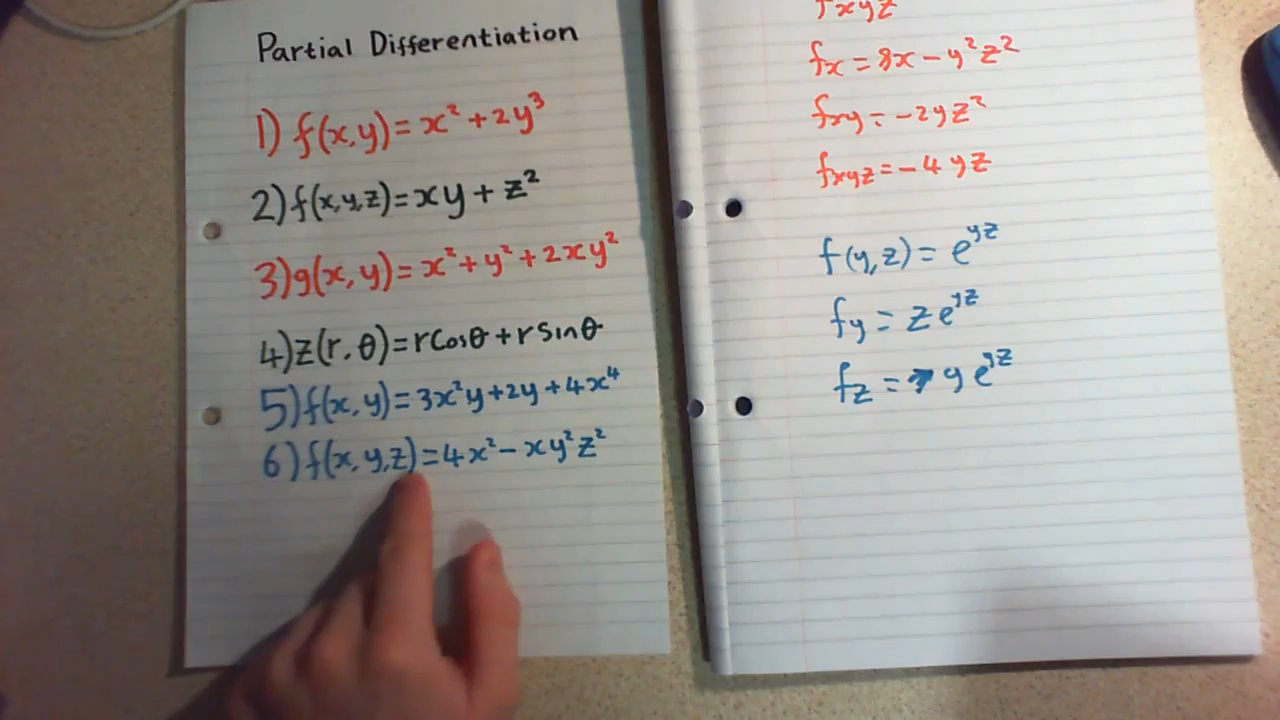 Partial Differentiation
1) f(x,y)=x²+2y³
2) f(x,y,z)=xy+z²
3) g(x,y)=x²+y²+2xy²
4) z(r,θ)=rCosθ+rSinθ
5) f(x,y)=3x²y+2y+4x⁴
6) f(x,y,z)=4x²-xy²z²
fxyz
fx=8x-y²z²
fxy=-2yz²
fxyz=-4yz
f(y,z)=e^yz
fy=ze^yz
fz=ye^yz